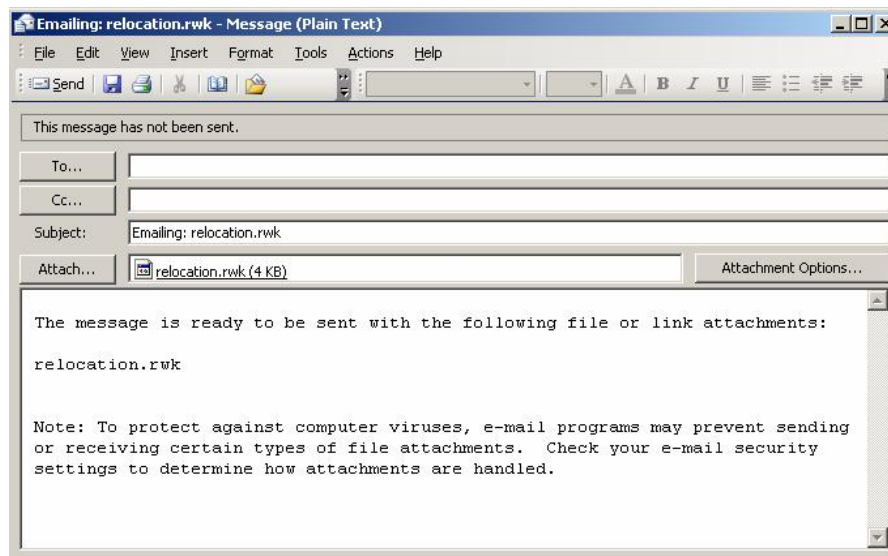 Emailing: relocation.rwk - Message (Plain Text)
File Edit View Insert Format Tools Actions Help
Send A B I U
This message has not been sent.
To...
Cc...
Subject: Emailing: relocation.rwk
Attach... relocation.rwk (4 KB) Attachment Options...
The message is ready to be sent with the following file or link attachments:
relocation.rwk
Note: To protect against computer viruses, e-mail programs may prevent sending
or receiving certain types of file attachments. Check your e-mail security
settings to determine how attachments are handled.